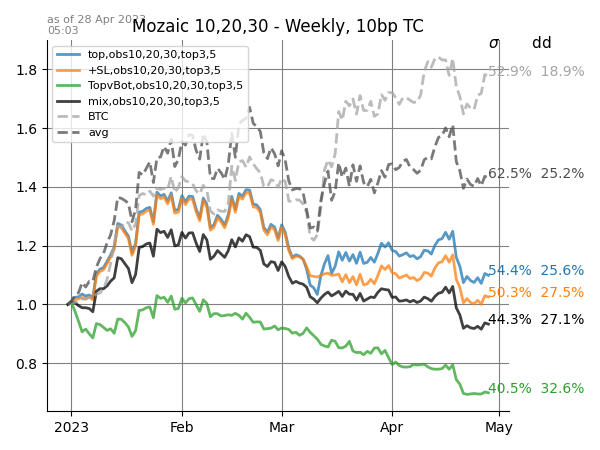 as of 28 Apr 2023
05:03
Mozaic 10,20,30 - Weekly, 10bp TC
σ dd
top,obs10,20,30,top3,5
+SL,obs10,20,30,top3,5
TopvBot,obs10,20,30,top3,5
mix,obs10,20,30,top3,5
BTC
avg
1.8
1.6
1.4
1.2
1.0
0.8
52.9% 18.9%
62.5% 25.2%
54.4% 25.6%
50.3% 27.5%
44.3% 27.1%
40.5% 32.6%
2023 Feb Mar Apr May